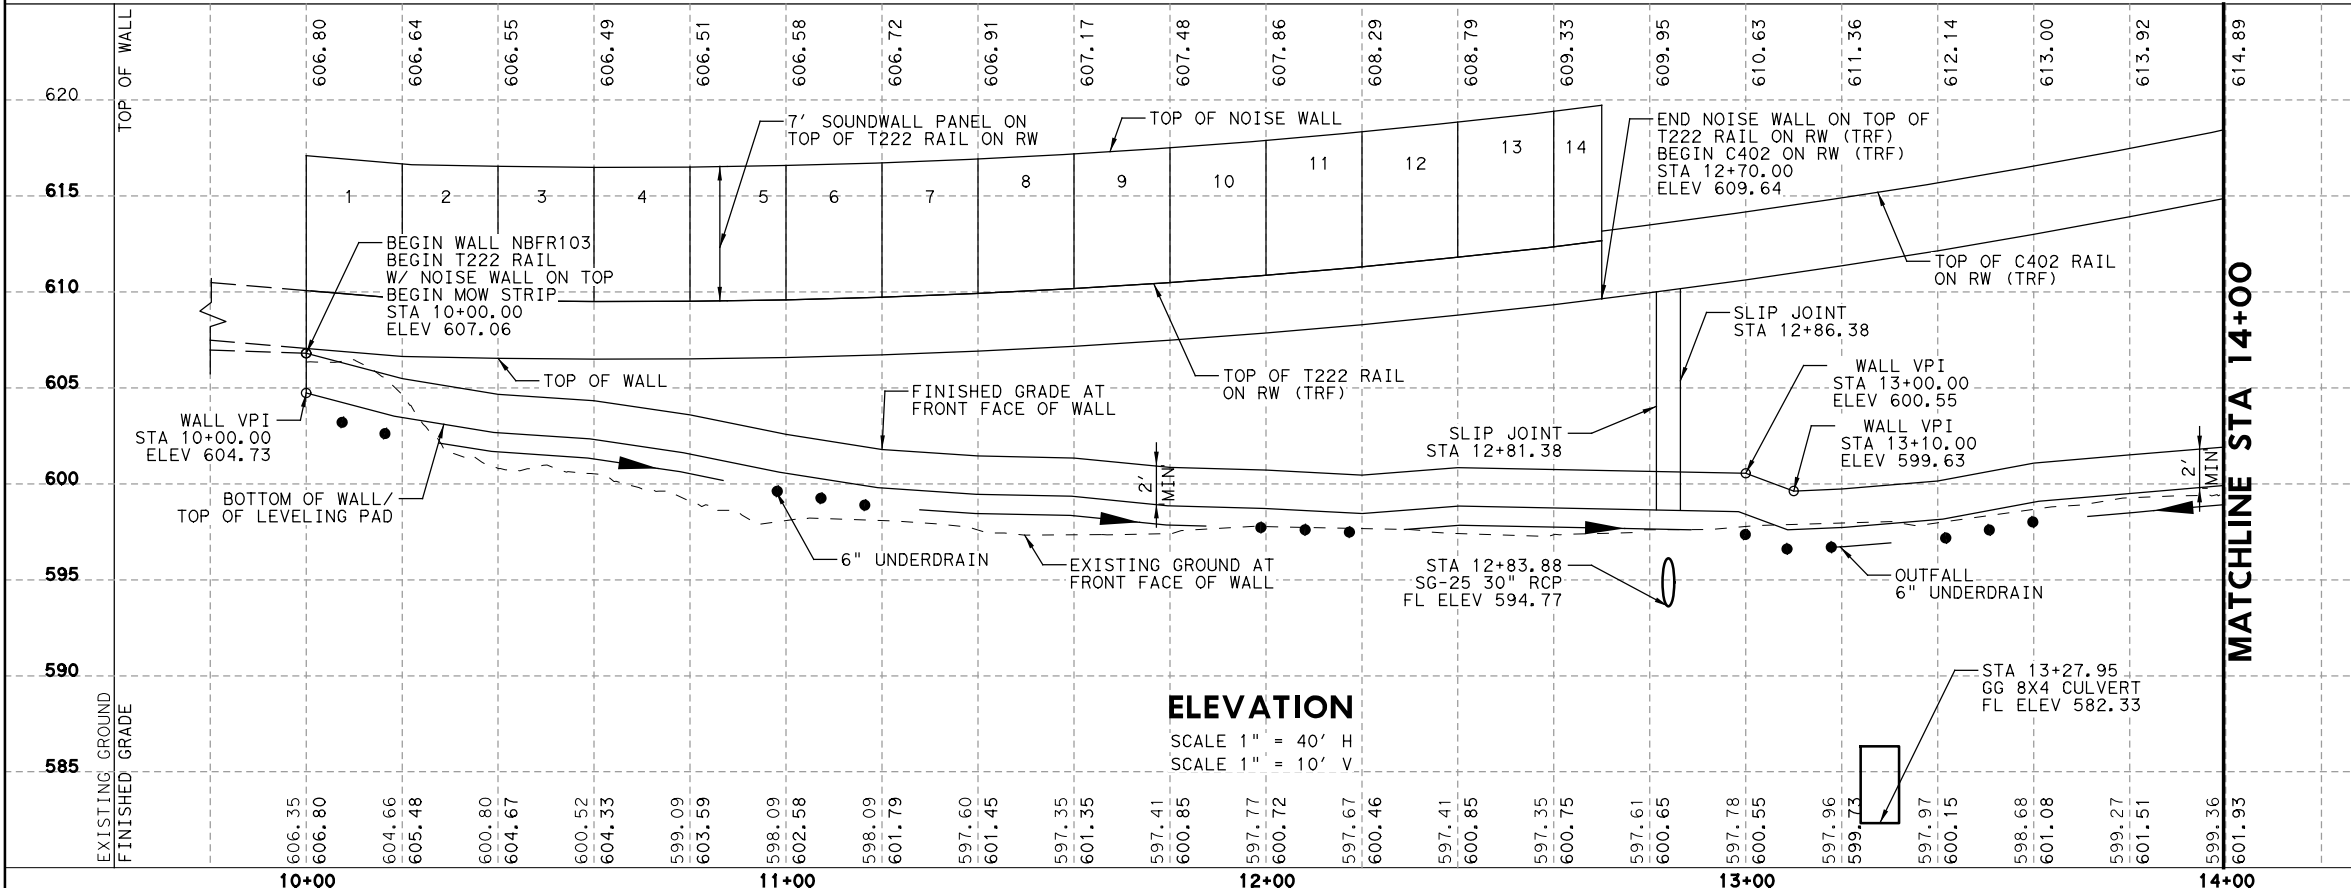 TOP OF WALL
606.80
606.64
606.55
606.49
606.51
606.58
606.72
606.91
607.17
607.48
607.86
608.29
608.79
609.33
609.95
610.63
611.36
612.14
613.00
613.92
614.89
620
615
610
605
600
595
590
585
7' SOUNDWALL PANEL ON
TOP OF T222 RAIL ON RW
TOP OF NOISE WALL
END NOISE WALL ON TOP OF
T222 RAIL ON RW (TRF)
BEGIN C402 ON RW (TRF)
STA 12+70.00
ELEV 609.64
1
2
3
4
5
6
7
8
9
10
11
12
13
14
BEGIN WALL NBFR103
BEGIN T222 RAIL
W/ NOISE WALL ON TOP
BEGIN MOW STRIP
STA 10+00.00
ELEV 607.06
TOP OF C402 RAIL
ON RW (TRF)
SLIP JOINT
STA 12+86.38
TOP OF WALL
TOP OF T222 RAIL
ON RW (TRF)
FINISHED GRADE AT
FRONT FACE OF WALL
WALL VPI
STA 13+00.00
ELEV 600.55
WALL VPI
STA 10+00.00
ELEV 604.73
SLIP JOINT
STA 12+81.38
WALL VPI
STA 13+10.00
ELEV 599.63
2'
MIN
2'
MIN
BOTTOM OF WALL/
TOP OF LEVELING PAD
6" UNDERDRAIN
EXISTING GROUND AT
FRONT FACE OF WALL
STA 12+83.88
SG-25 30" RCP
FL ELEV 594.77
OUTFALL
6" UNDERDRAIN
MATCHLINE STA 14+00
STA 13+27.95
GG 8X4 CULVERT
FL ELEV 582.33
ELEVATION
SCALE 1" = 40' H
SCALE 1" = 10' V
EXISTING GROUND
FINISHED GRADE
606.35
606.80
604.66
605.48
600.80
604.67
600.52
604.33
599.09
603.59
598.09
602.58
598.09
601.79
597.60
601.45
597.35
601.35
597.41
600.85
597.77
600.72
597.67
600.46
597.41
600.85
597.35
600.75
597.61
600.65
597.78
600.55
597.96
599.73
597.97
600.15
598.68
601.08
599.27
601.51
599.36
601.93
10+00
11+00
12+00
13+00
14+00